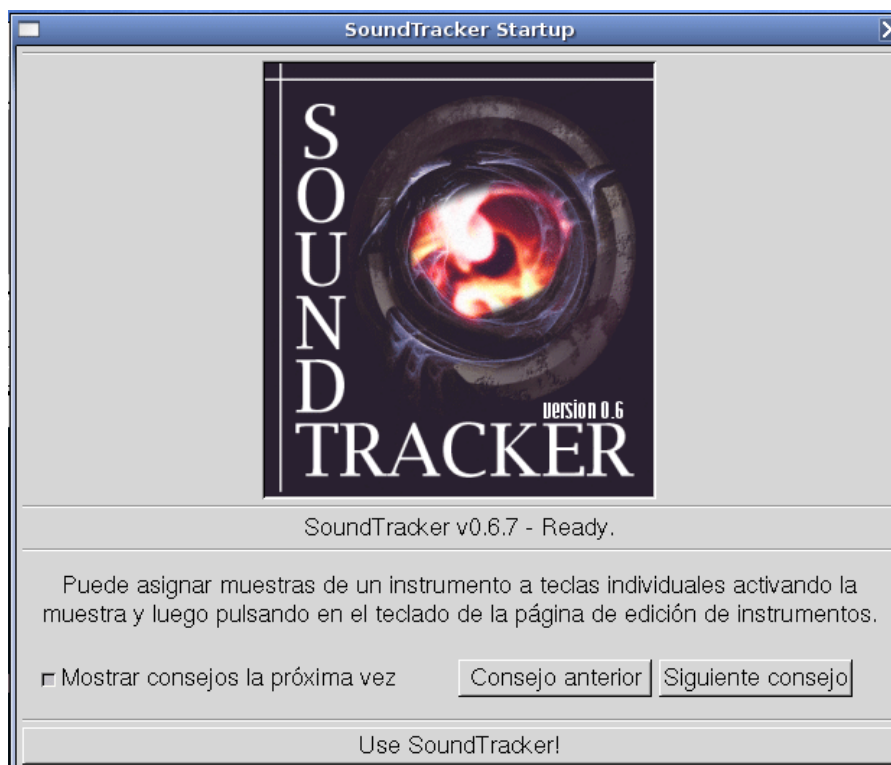 SoundTracker Startup
SOUND
TRACKER
version 0.6
SoundTracker v0.6.7 - Ready.
Puede asignar muestras de un instrumento a teclas individuales activando la
muestra y luego pulsando en el teclado de la página de edición de instrumentos.
Mostrar consejos la próxima vez
Consejo anterior
Siguiente consejo
Use SoundTracker!